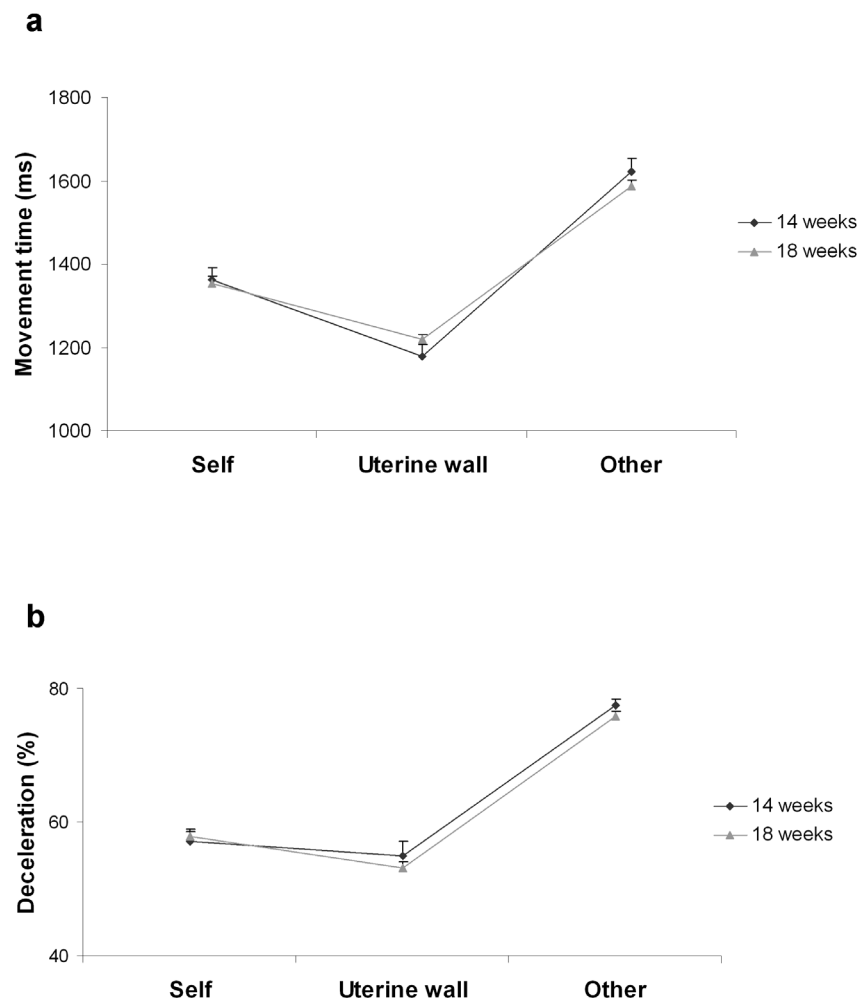 a
Movement time (ms)
1800
1600
1400
1200
1000
Self
Uterine wall
Other
14 weeks
18 weeks
b
Deceleration (%)
80
60
40
Self
Uterine wall
Other
14 weeks
18 weeks